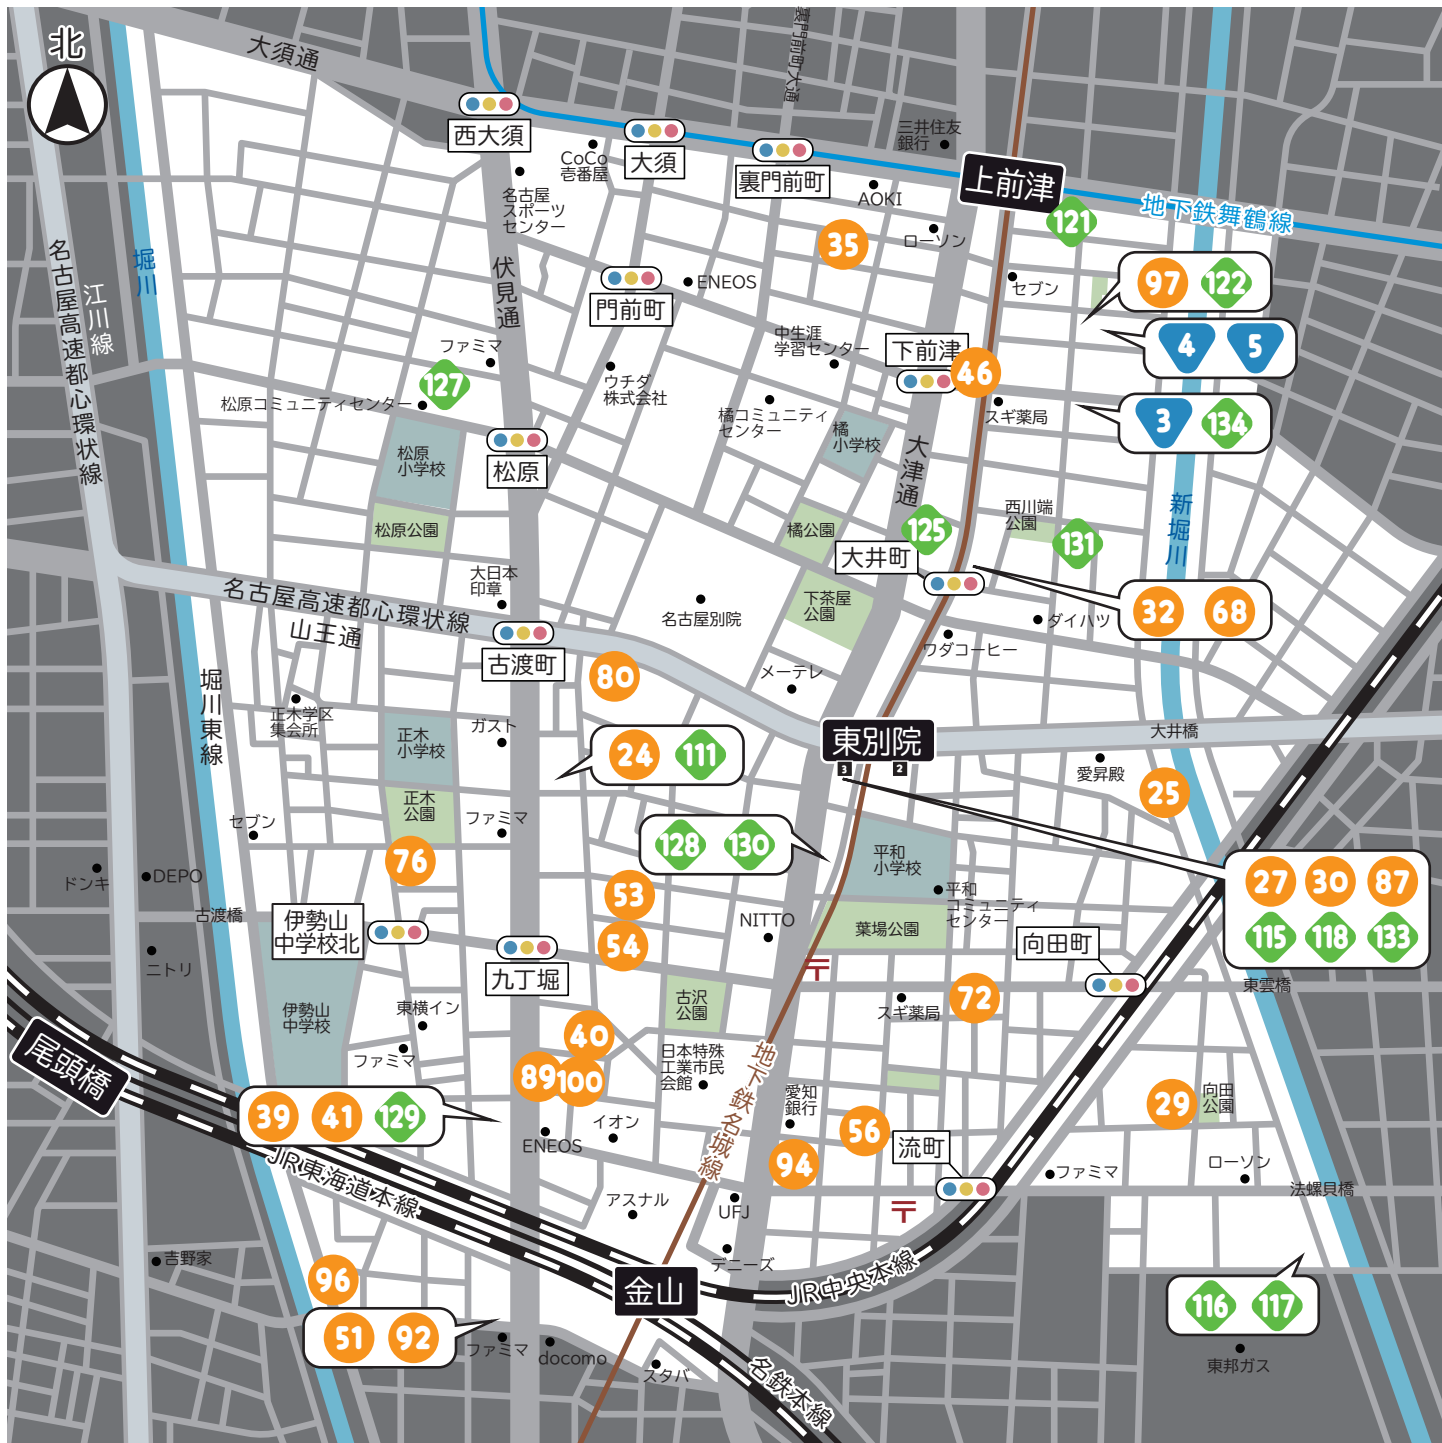 北
大須通
裏門前町大通
西大須
CoCo
壱番屋
大須
裏門前町
三井住友
銀行
上前津
地下鉄舞鶴線
名古屋
スポーツ
センター
AOKI
ローソン
35
121
名古屋高速都心環状線
江川線
堀川
伏見通
門前町
ENEOS
セブン
97
122
4
5
ファミマ
127
松原コミュニティセンター
ウチダ
株式会社
中生涯
学習センター
下前津
46
スギ薬局
3
134
橘コミュニティ
センター
橘
小学校
大津通
松原
小学校
松原
松原公園
橘公園
125
大井町
西川端
公園
131
新堀川
大日本
印章
名古屋高速都心環状線
山王通
名古屋別院
下茶屋
公園
32
68
ダイハツ
ワダコーヒー
古渡町
80
メーテレ
堀川東線
正木学区
集会所
正木
小学校
ガスト
24
111
東別院
3
2
大井橋
愛昇殿
25
正木
公園
セブン
ファミマ
76
128
130
平和
小学校
27
30
87
115
118
133
ドンキ
DEPO
53
平和
コミュニティ
センター
古渡橋
伊勢山
中学校北
54
NITTO
葉場公園
向田町
ニトリ
九丁堀
〒
東雲橋
伊勢山
中学校
東横イン
古沢
公園
スギ薬局
72
尾頭橋
ファミマ
40
89
100
日本特殊
工業市民
会館
地下鉄名城線
愛知
銀行
29
向田
公園
39
41
129
ENEOS
イオン
56
流町
94
JR東海道本線
ファミマ
ローソン
法螺貝橋
アスナル
UFJ
〒
吉野家
96
デニーズ
金山
JR中央本線
116
117
51
92
ファミマ
docomo
スタバ
名鉄本線
東邦ガス